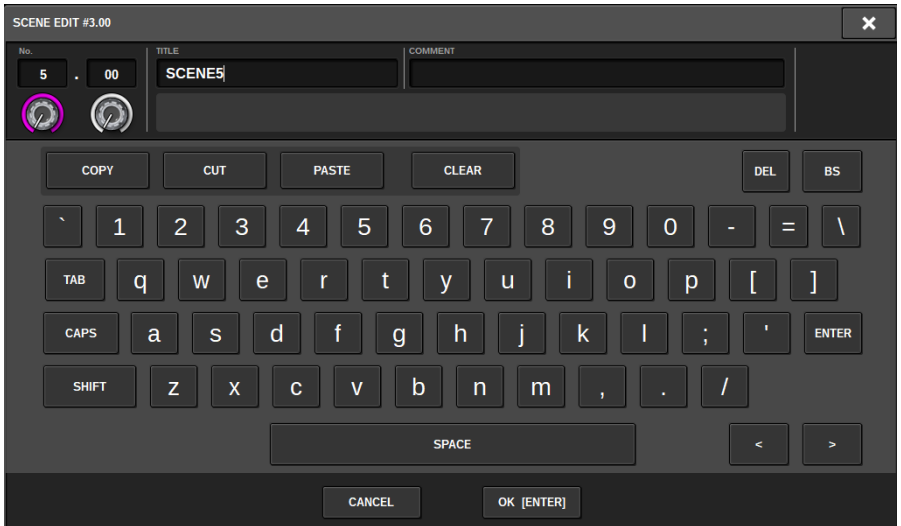 SCENE EDIT #3.00
No. TITLE COMMENT
5 . 00 SCENE5
COPY CUT PASTE CLEAR DEL BS
` 1 2 3 4 5 6 7 8 9 0 - = \
TAB q w e r t y u i o p [ ]
CAPS a s d f g h j k l ; ' ENTER
SHIFT z x c v b n m , . /
SPACE < >
CANCEL OK [ENTER]